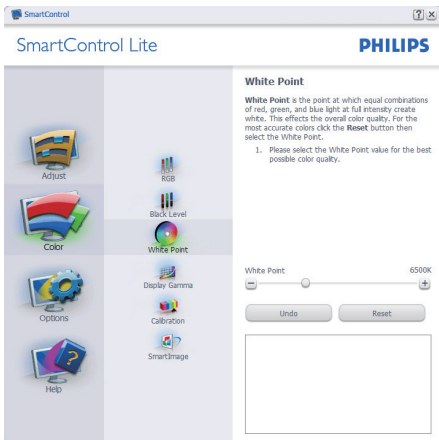 SmartControl
? ×
SmartControl Lite
PHILIPS
Adjust
Color
Options
Help
RGB
Black Level
White Point
Display Gamma
Calibration
SmartImage
White Point
White Point is the point at which equal combinations
of red, green, and blue light at full intensity create
white. This effects the overall color quality. For the
most accurate colors click the Reset button then
select the White Point.
1. Please select the White Point value for the best
possible color quality.
White Point 6500K
Undo Reset